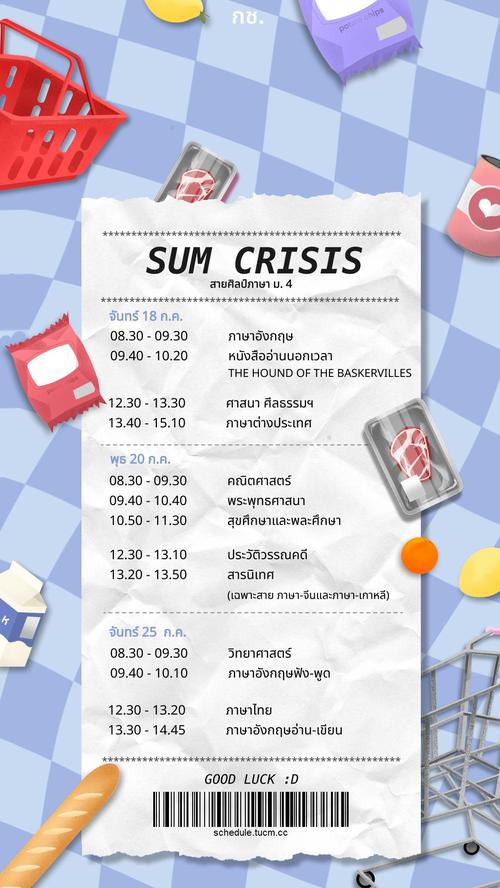 กช.
potato chips
********************************************
SUM CRISIS
สายศิลป์ภาษา ม. 4
********************************************
จันทร์ 18 ก.ค.
08.30 - 09.30 ภาษาอังกฤษ
09.40 - 10.20 หนังสืออ่านนอกเวลา
THE HOUND OF THE BASKERVILLES
12.30 - 13.30 ศาสนา ศีลธรรมฯ
13.40 - 15.10 ภาษาต่างประเทศ
พุธ 20 ก.ค.
08.30 - 09.30 คณิตศาสตร์
09.40 - 10.40 พระพุทธศาสนา
10.50 - 11.30 สุขศึกษาและพละศึกษา
12.30 - 13.10 ประวัติวรรณคดี
13.20 - 13.50 สารนิเทศ
(เฉพาะสาย ภาษา-จีนและภาษา-เกาหลี)
จันทร์ 25 ก.ค.
08.30 - 09.30 วิทยาศาสตร์
09.40 - 10.10 ภาษาอังกฤษฟัง-พูด
12.30 - 13.20 ภาษาไทย
13.30 - 14.45 ภาษาอังกฤษอ่าน-เขียน
********************************************
GOOD LUCK :D
schedule.tucm.cc